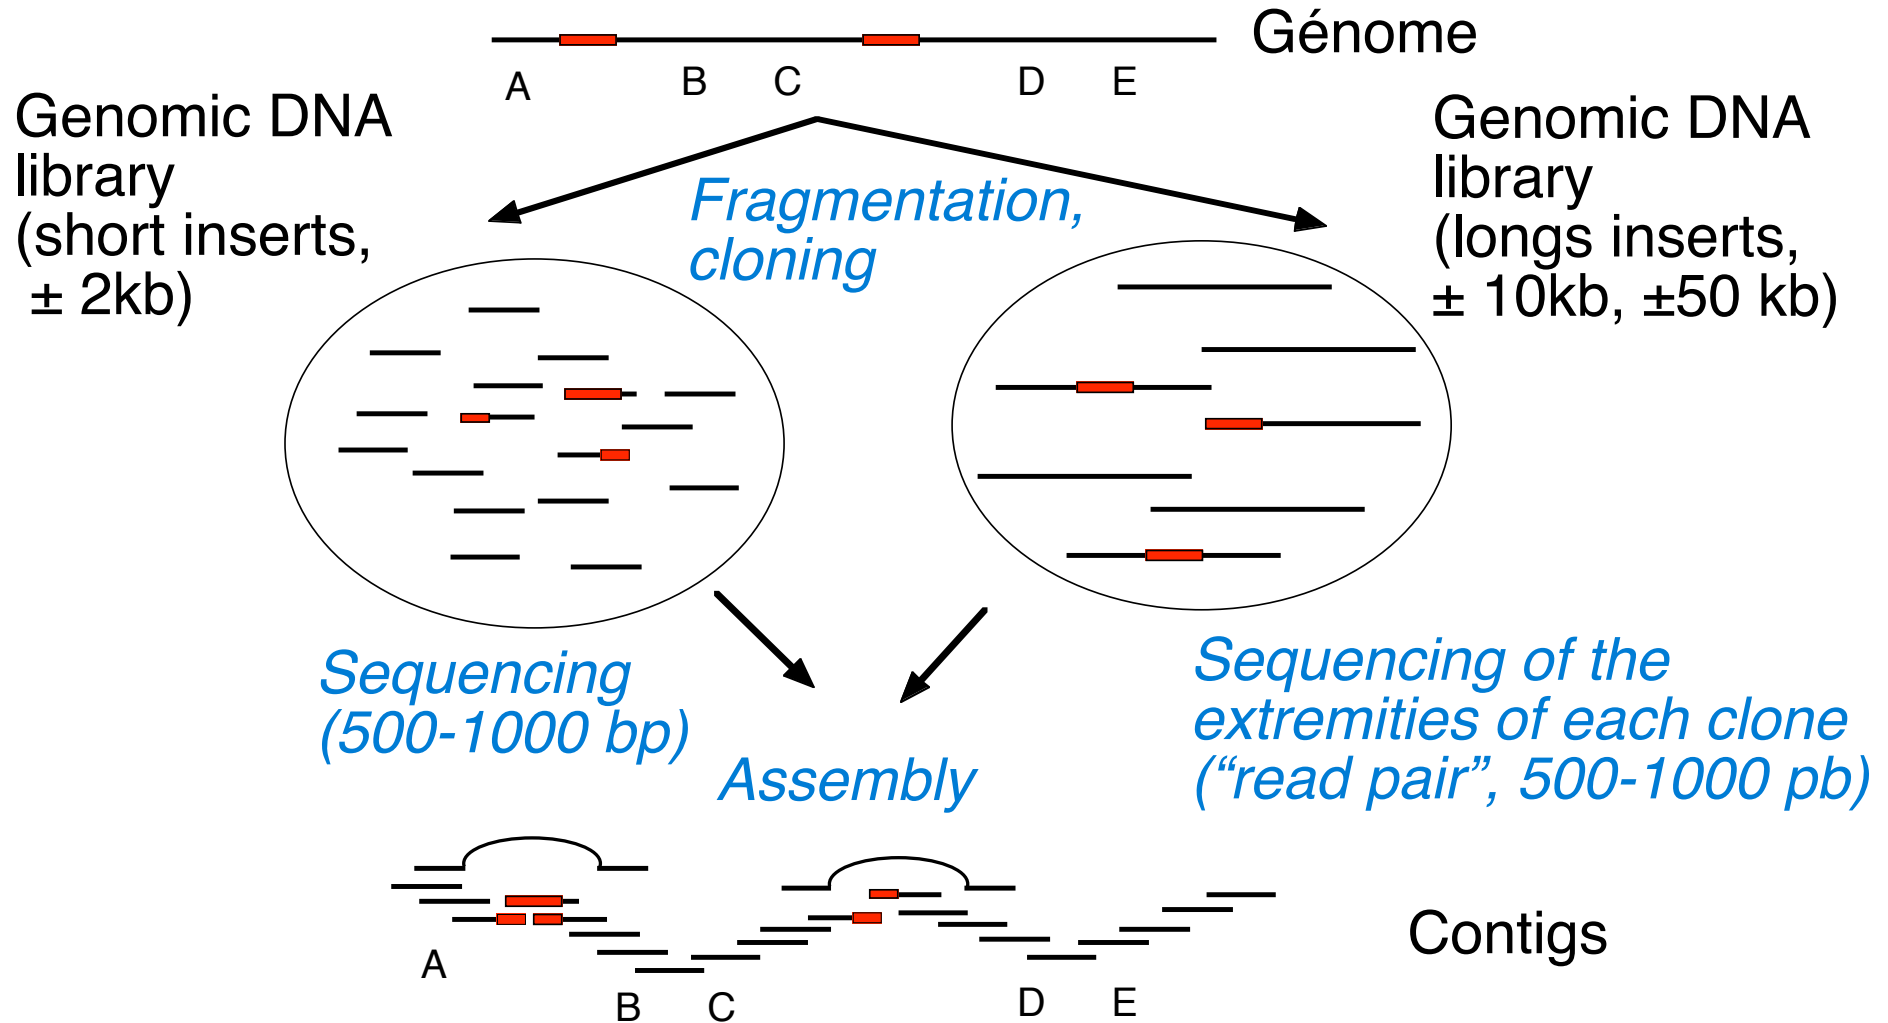 Génome
A B C D E
Genomic DNA
library
(short inserts,
± 2kb)
Fragmentation,
cloning
Genomic DNA
library
(longs inserts,
± 10kb, ±50 kb)
Sequencing
(500-1000 bp)
Sequencing of the
extremities of each clone
(“read pair”, 500-1000 pb)
Assembly
Contigs
A B C D E